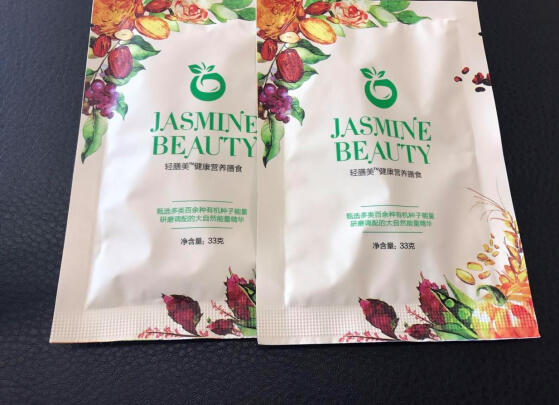 JASMINE
BEAUTY
轻膳美™健康营养膳食
甄选多类百余种有机种子能量
研磨调配的大自然能量精华
净含量：33克
JASMINE
BEAUTY
轻膳美™健康营养膳食
甄选多类百余种有机种子能量
研磨调配的大自然能量精华
净含量：33克